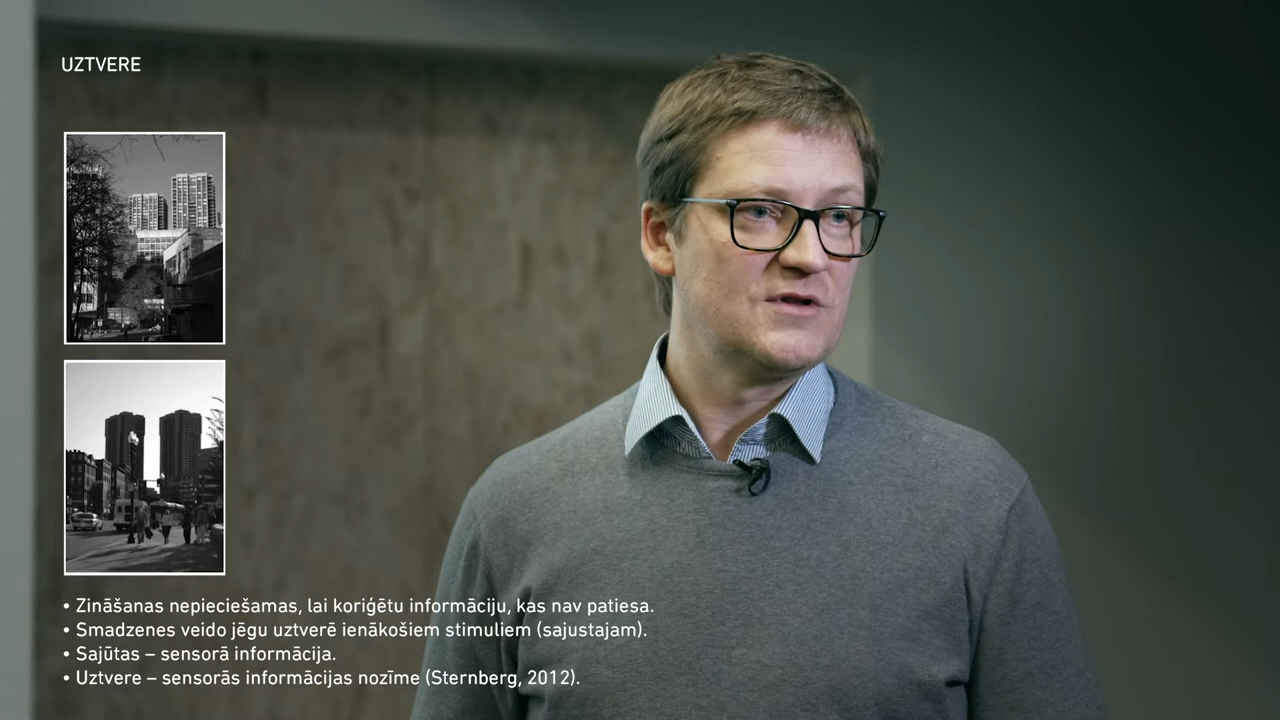 UZTVERE
• Zināšanas nepieciešamas, lai koriģētu informāciju, kas nav patiesa.
• Smadzenes veido jēgu uztverē ienākošiem stimuliem (sajustajam).
• Sajūtas – sensorā informācija.
• Uztvere – sensorās informācijas nozīme (Sternberg, 2012).